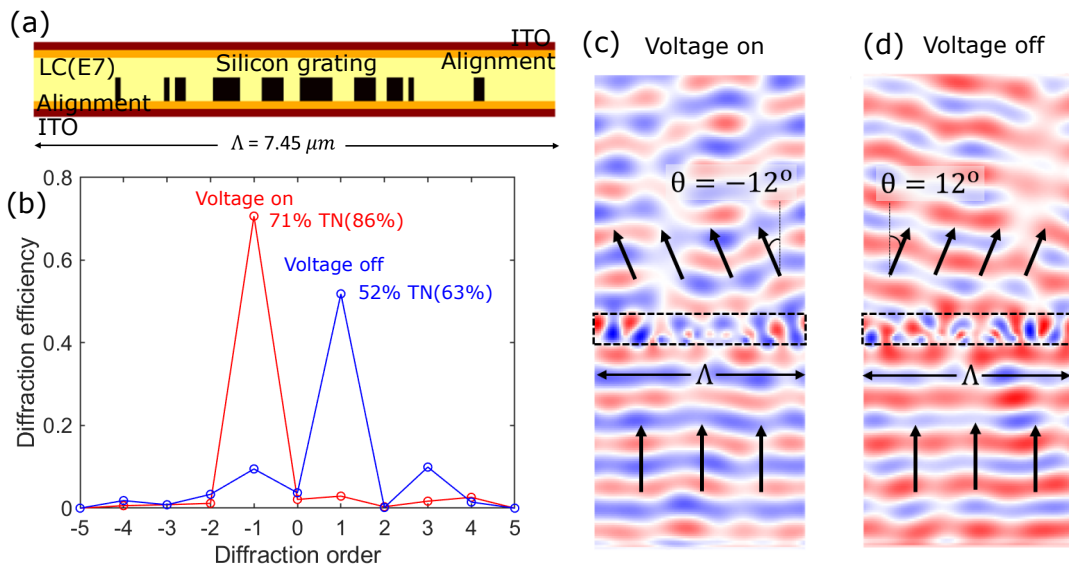 (a)
ITO
LC(E7)
Silicon grating
Alignment
Alignment
ITO
Λ = 7.45 μm
(b)
0.8
0.6
0.4
0.2
0
Diffraction efficiency
Voltage on
71% TN(86%)
Voltage off
52% TN(63%)
-5 -4 -3 -2 -1 0 1 2 3 4 5
Diffraction order
(c) Voltage on
θ = −12°
Λ
(d) Voltage off
θ = 12°
Λ